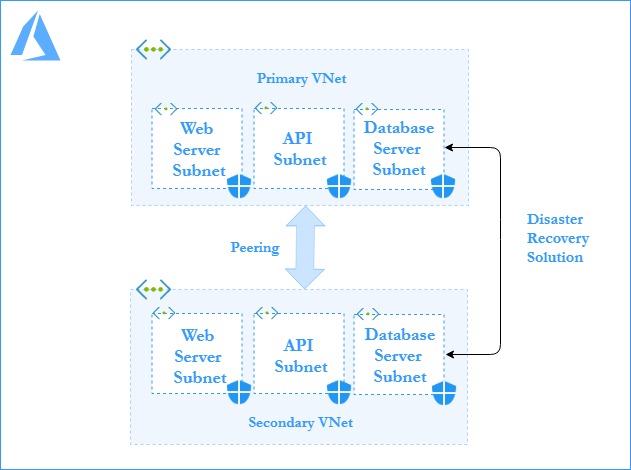 Primary VNet
Web
Server
Subnet
API
Subnet
Database
Server
Subnet
Disaster
Recovery
Solution
Peering
Web
Server
Subnet
API
Subnet
Database
Server
Subnet
Secondary VNet